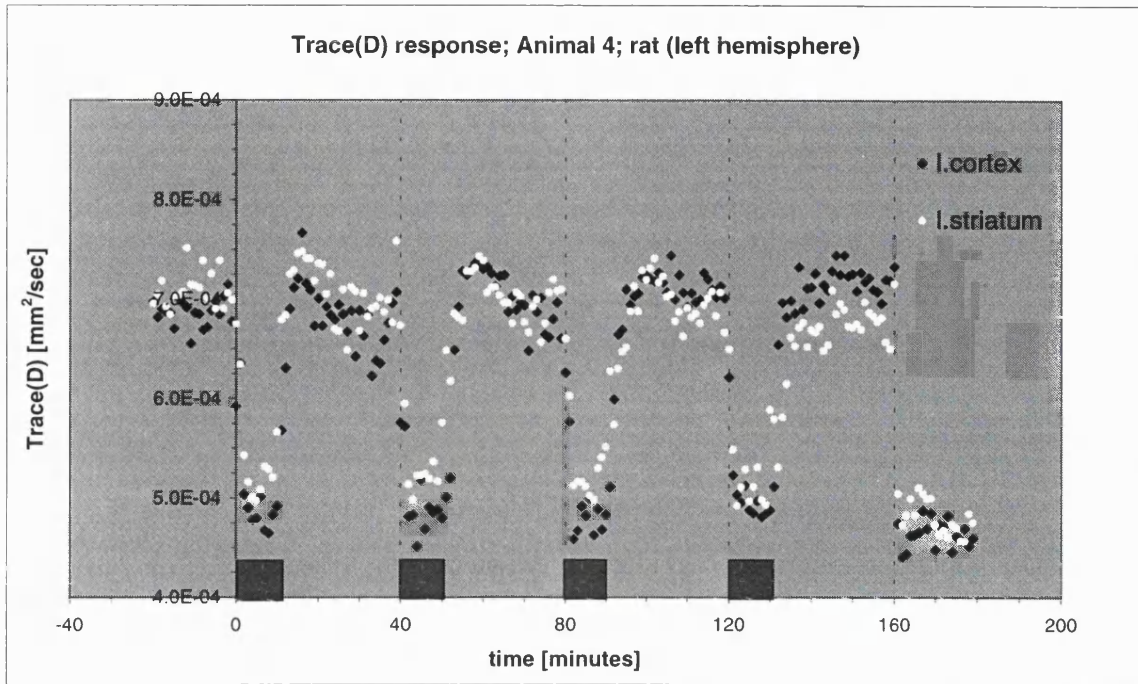 Trace(D) response; Animal 4; rat (left hemisphere)
Trace(D) [mm²/sec]
9.0E-04
8.0E-04
7.0E-04
6.0E-04
5.0E-04
4.0E-04
l.cortex
l.striatum
-40 0 40 80 120 160 200
time [minutes]